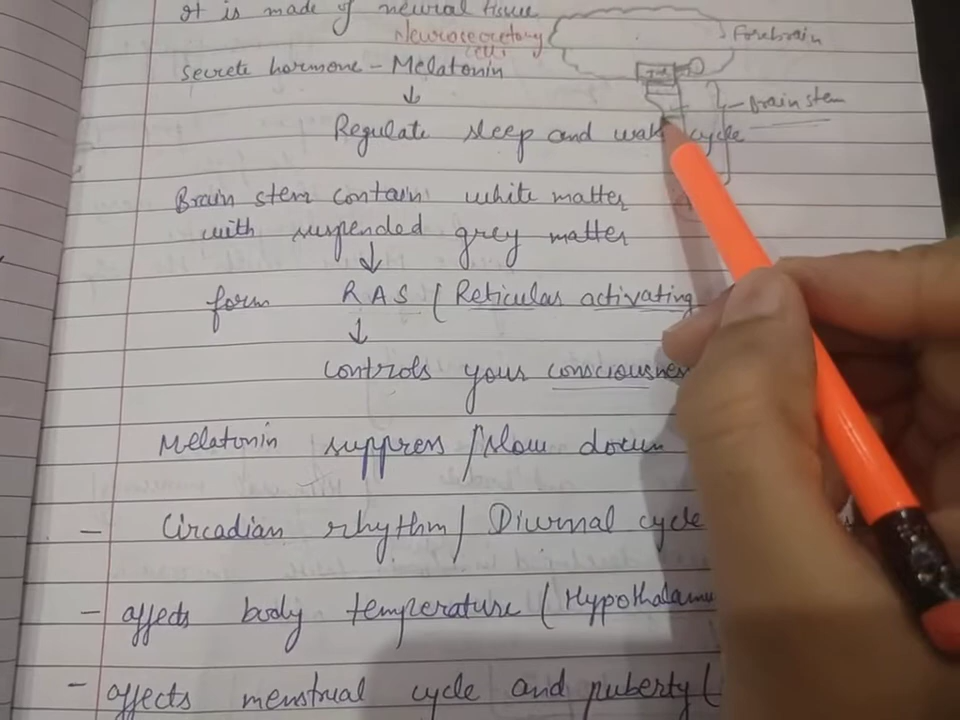 It is made of neural tissue
Neurosecretory
cells
Forebrain
secrete hormone - Melatonin
Brain stem
Regulate sleep and wake cycle
Brain stem contain white matter
with suspended grey matter
form RAS (Reticular activating
controls your consciousness
Melatonin suppress/slow down
- Circadian rhythm/ Diurnal cycle
- affects body temperature (Hypothalamu
- affects menstrual cycle and puberty (